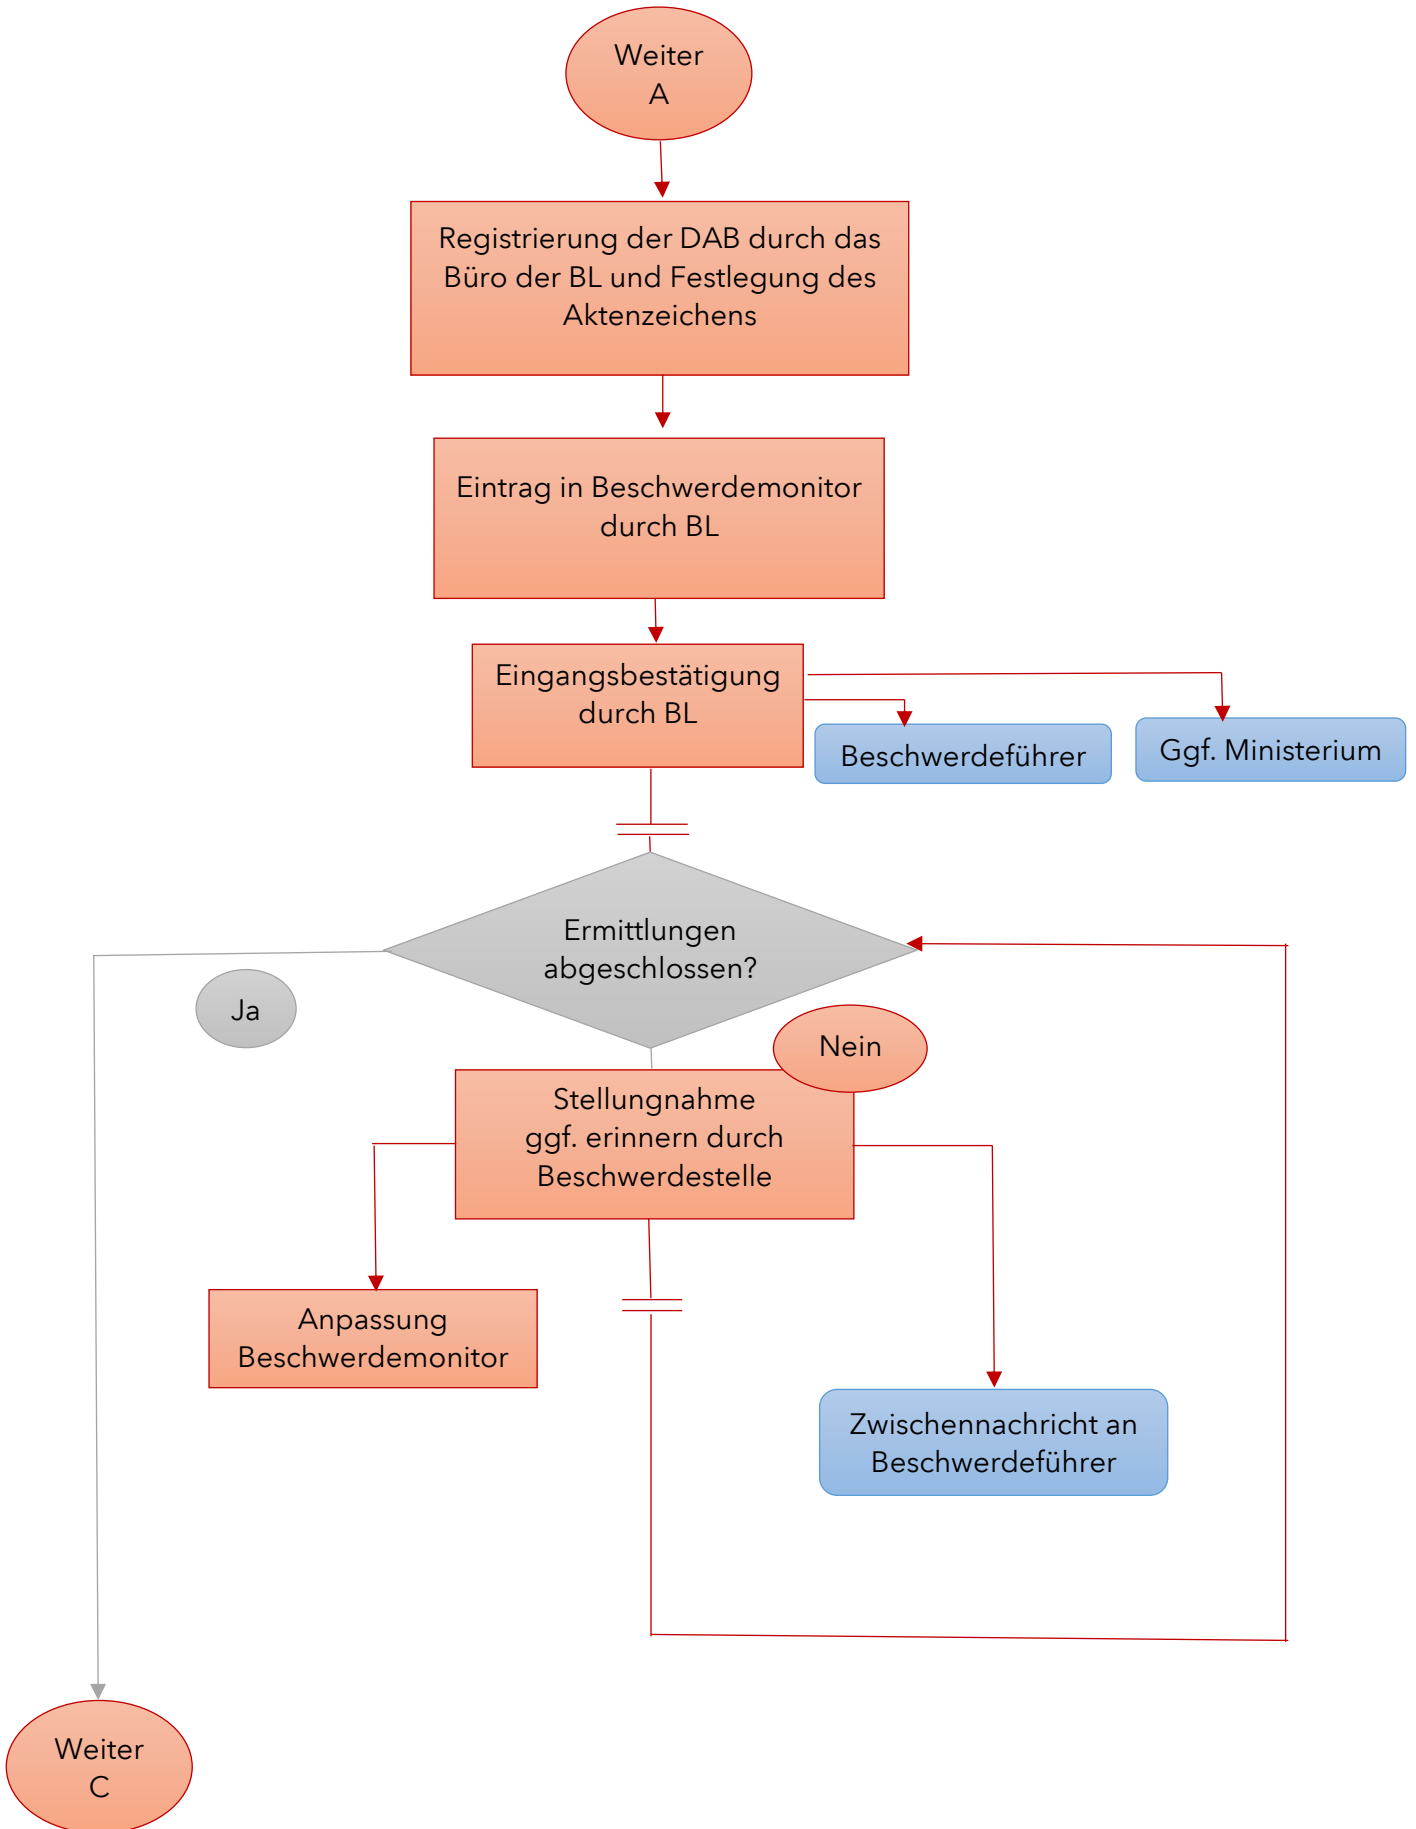 Weiter
A
Registrierung der DAB durch das
Büro der BL und Festlegung des
Aktenzeichens
Eintrag in Beschwerdemonitor
durch BL
Eingangsbestätigung
durch BL
Beschwerdeführer
Ggf. Ministerium
Ermittlungen
abgeschlossen?
Ja
Nein
Stellungnahme
ggf. erinnern durch
Beschwerdestelle
Anpassung
Beschwerdemonitor
Zwischennachricht an
Beschwerdeführer
Weiter
C